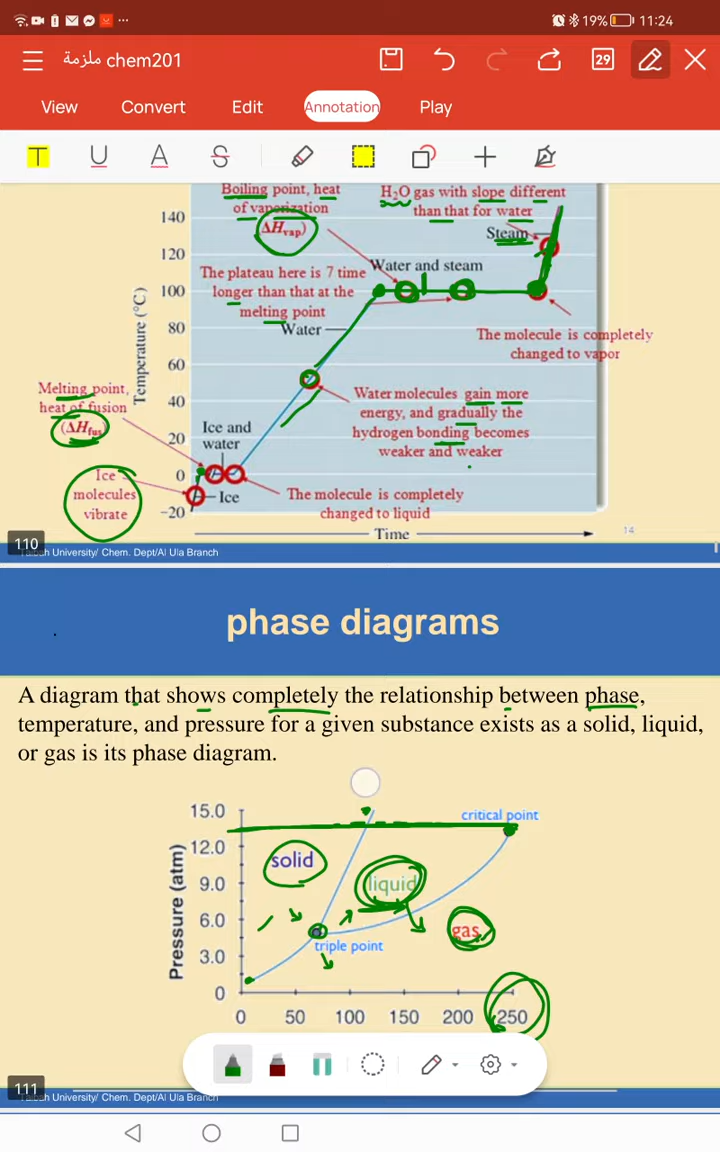 19% 11:24
ملزمة chem201
29
View Convert Edit Annotation Play
T U A S
Boiling point, heat
of vaporization
(ΔHvap)
H2O gas with slope different
than that for water
Steam
140
120
100
80
60
40
20
0
−20
Temperature (°C)
The plateau here is 7 time
longer than that at the
melting point
Water and steam
Water
The molecule is completely
changed to vapor
Melting point,
heat of fusion
(ΔHfus)
Water molecules gain more
energy, and gradually the
hydrogen bonding becomes
weaker and weaker
Ice and
water
Ice
molecules
vibrate
Ice
The molecule is completely
changed to liquid
Time
14
110
University/ Chem. Dept/Al Ula Branch
phase diagrams
A diagram that shows completely the relationship between phase,
temperature, and pressure for a given substance exists as a solid, liquid,
or gas is its phase diagram.
Pressure (atm)
15.0
12.0
9.0
6.0
3.0
0
critical point
solid
liquid
gas
triple point
0 50 100 150 200 250
111
University/ Chem. Dept/Al Ula Branch